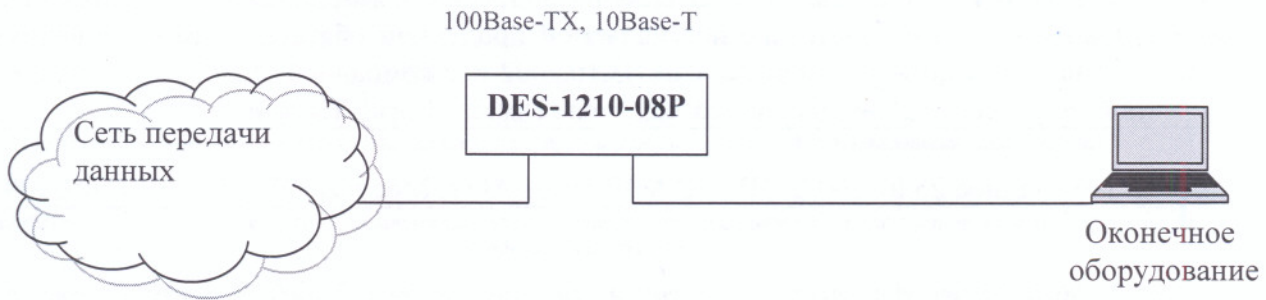 100Base-TX, 10Base-T
DES-1210-08P
Сеть передачи
данных
Оконечное
оборудование